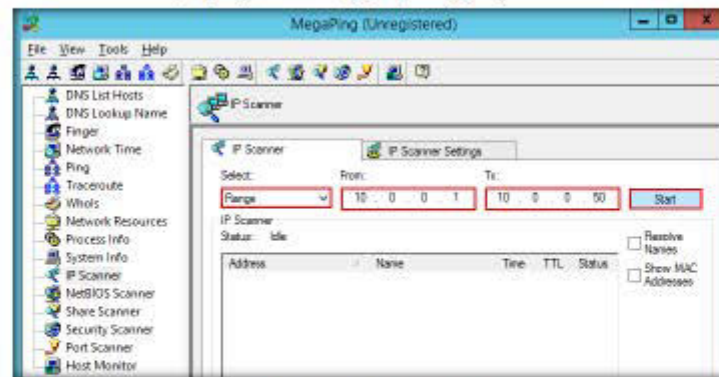 MegaPing (Unregistered)
File View Tools Help
DNS List Hosts
DNS Lookup Name
Finger
Network Time
Ping
Traceroute
WhoIs
Network Resources
Process Info
System Info
IP Scanner
NetBIOS Scanner
Share Scanner
Security Scanner
Port Scanner
Host Monitor
IP Scanner
IP Scanner IP Scanner Settings
Select: From: To:
Range 10 . 0 . 0 . 1 10 . 0 . 0 . 50 Start
IP Scanner
Status: Idle
Address Name Time TTL Status
Resolve
Names
Show MAC
Addresses